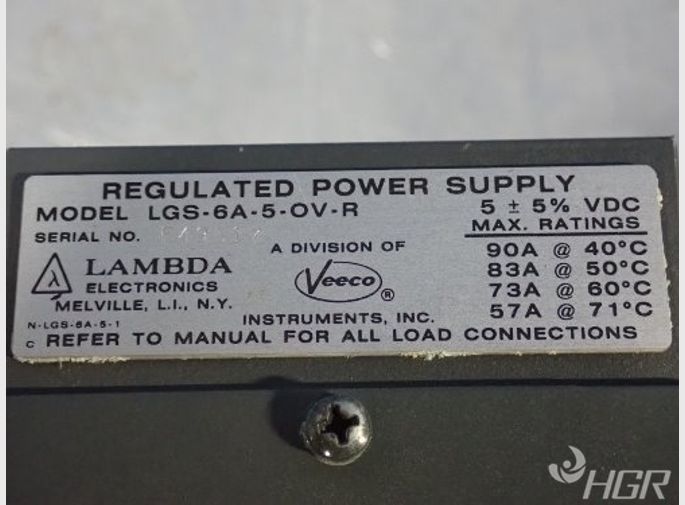 REGULATED POWER SUPPLY
MODEL LGS-6A-5-OV-R
5 ± 5% VDC
MAX. RATINGS
SERIAL NO.
90A @ 40°C
83A @ 50°C
73A @ 60°C
57A @ 71°C
λ LAMBDA
ELECTRONICS
MELVILLE, L.I., N.Y.
A DIVISION OF
Veeco ®
INSTRUMENTS, INC.
N-LGS-6A-5-1
C REFER TO MANUAL FOR ALL LOAD CONNECTIONS
HGR